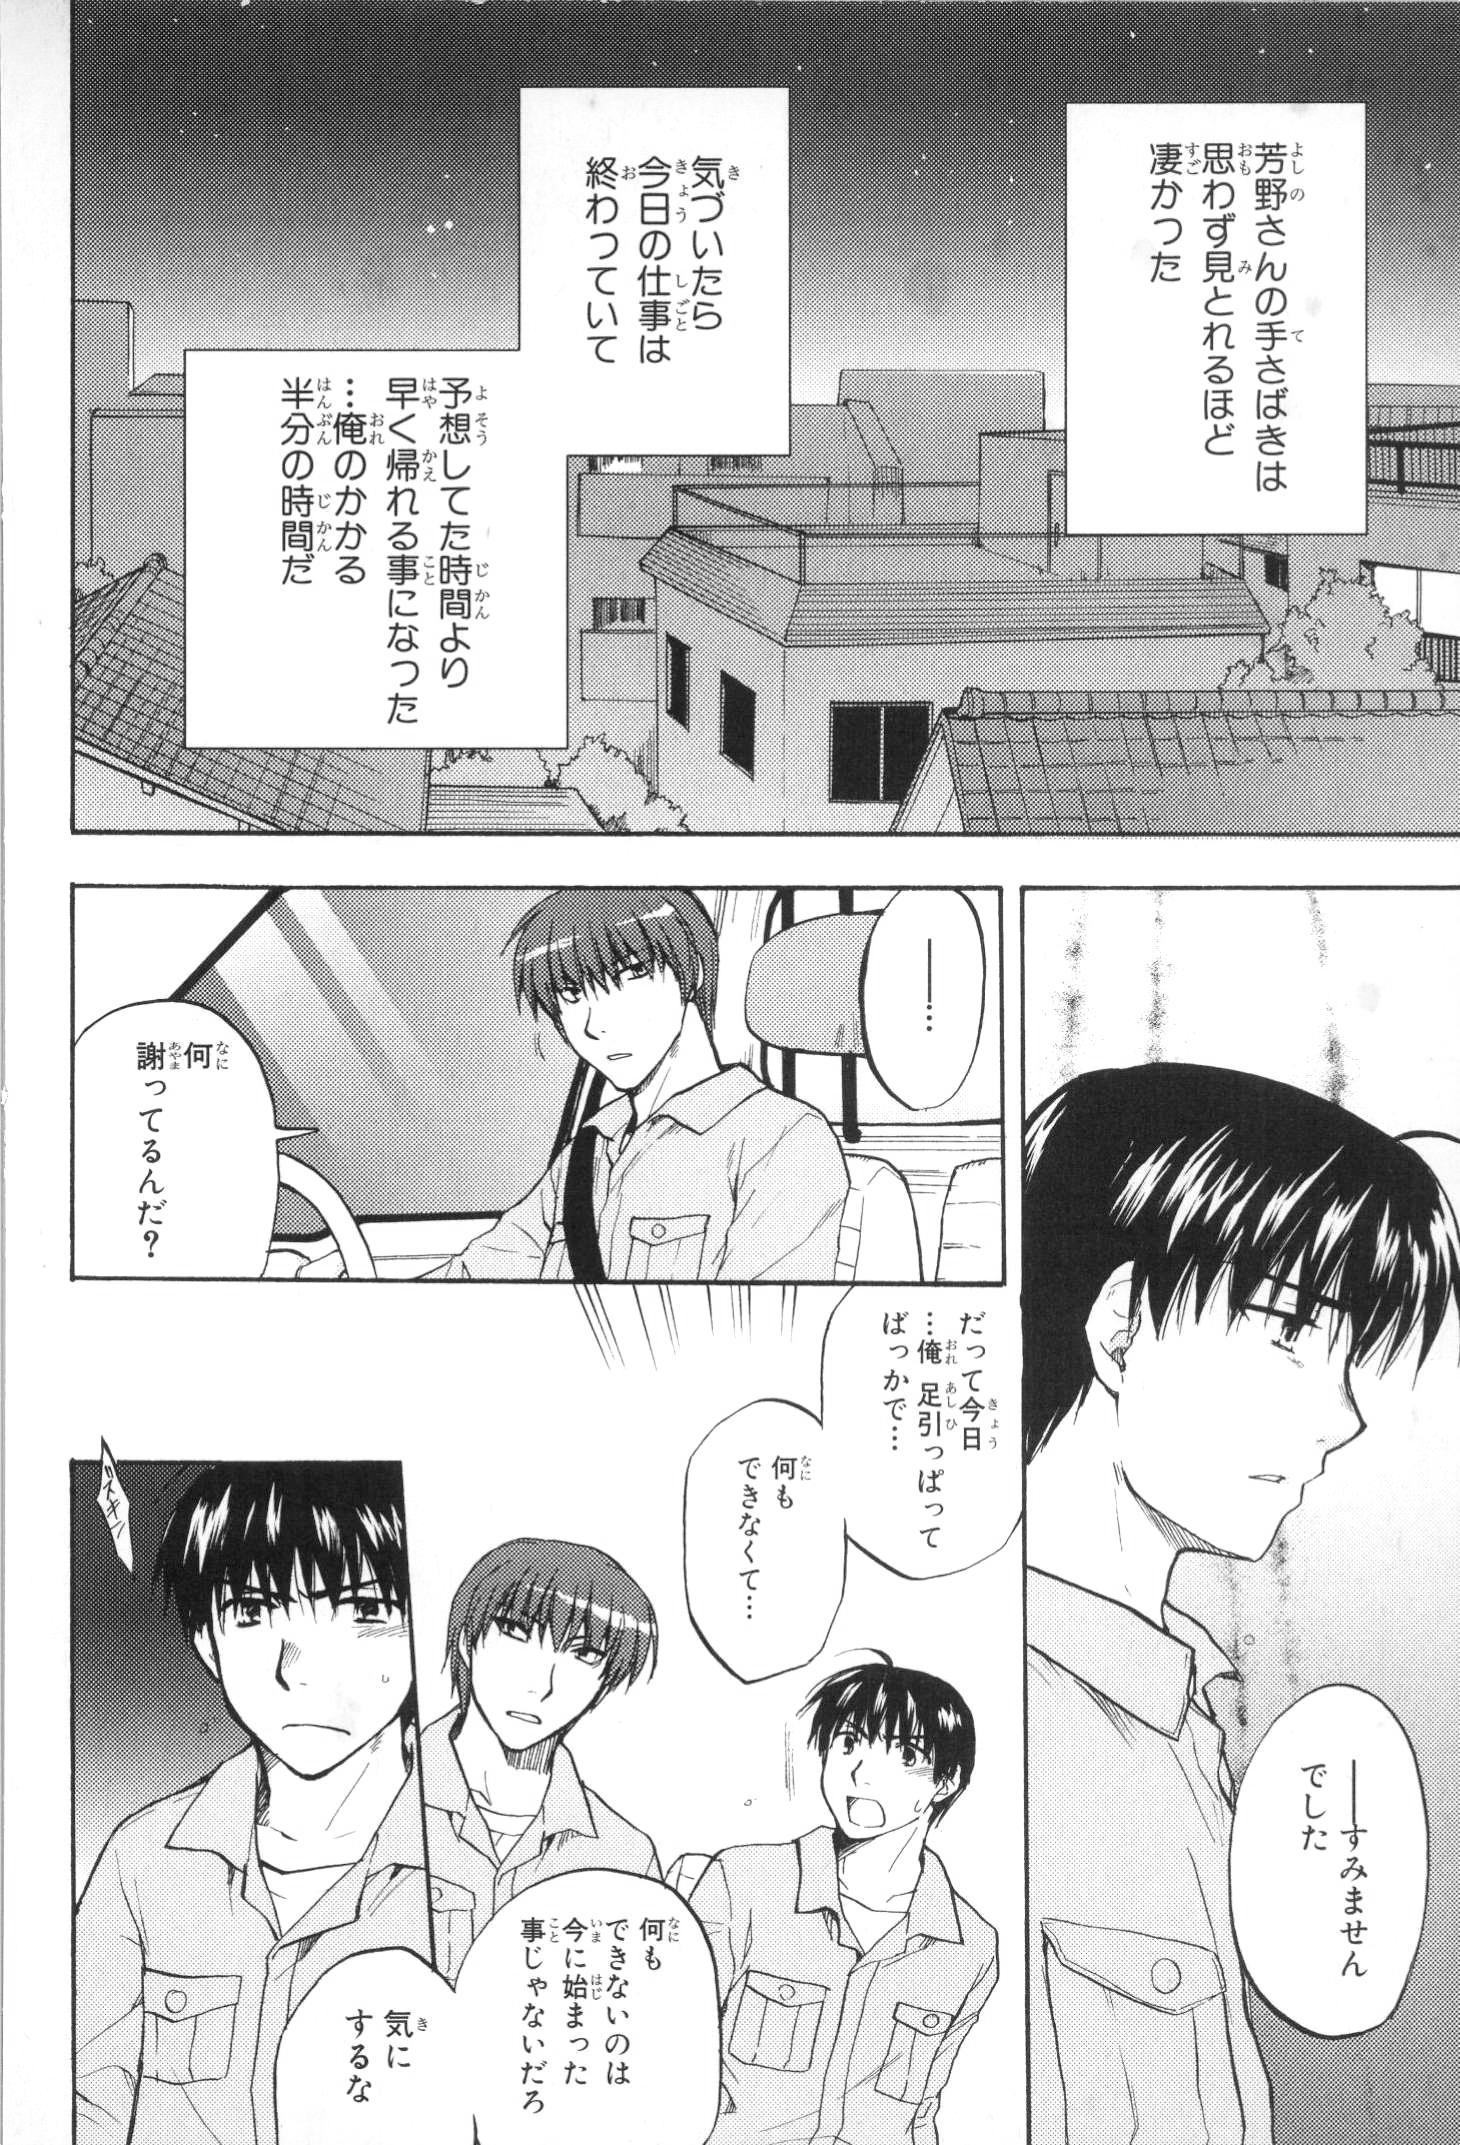 芳野さんの手さばきは
思わず見とれるほど
凄かった
気づいたら
今日の仕事は
終わっていて
予想してた時間より
早く帰れる事になった
…俺のかかる
半分の時間だ
――すみません
でした
――…
何
謝ってるんだ?
だって今日
…俺 足引っぱって
ばっかで…
何も
できなくて…
何も
できないのは
今に始まった
事じゃないだろ
気に
するな
ズキン